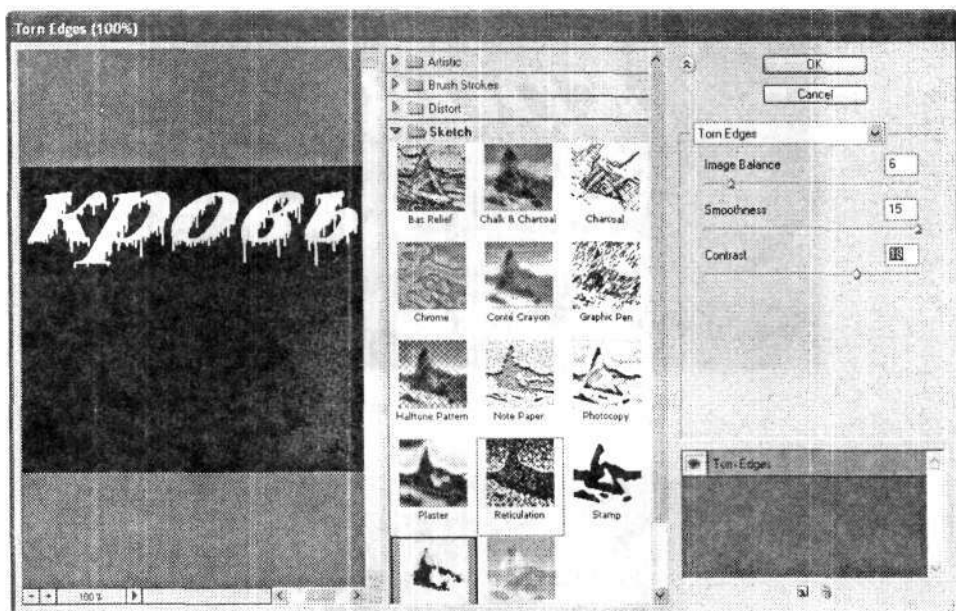 Torn Edges (100%)
кровь
100%
Artistic
Brush Strokes
Distort
Sketch
Bas Relief
Chalk & Charcoal
Charcoal
Chrome
Conté Crayon
Graphic Pen
Halftone Pattern
Note Paper
Photocopy
Plaster
Reticulation
Stamp
OK
Cancel
Torn Edges
Image Balance
6
Smoothness
15
Contrast
Torn Edges